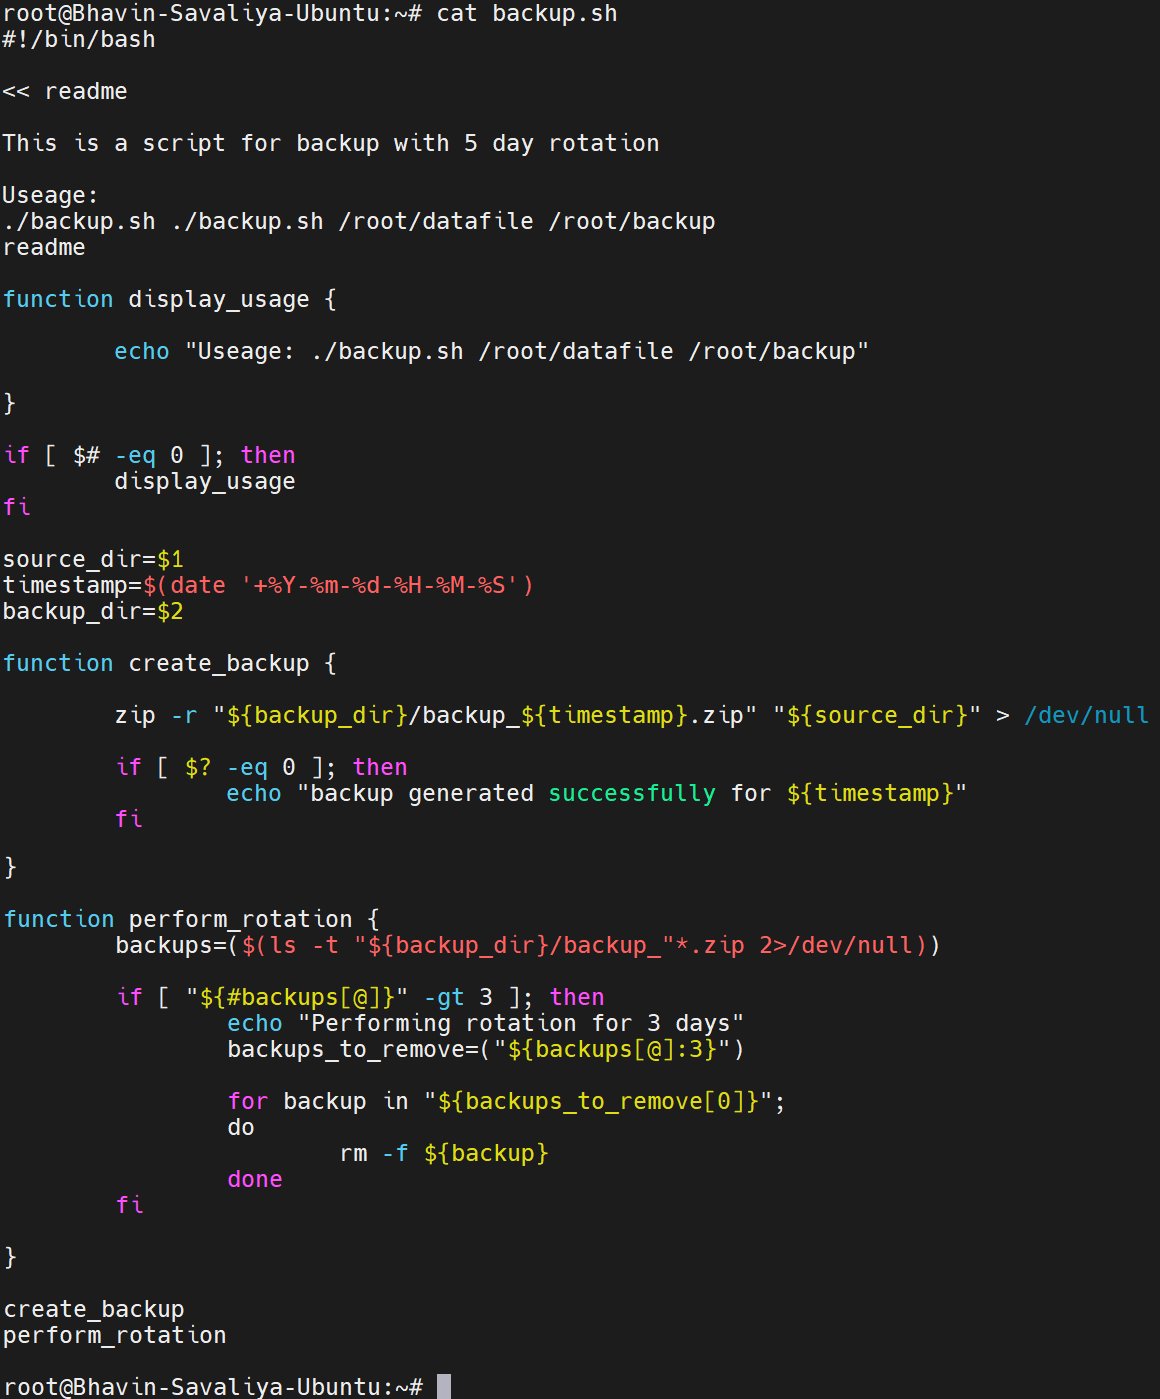 root@Bhavin-Savaliya-Ubuntu:~# cat backup.sh
#!/bin/bash
<< readme
This is a script for backup with 5 day rotation
Useage:
./backup.sh ./backup.sh /root/datafile /root/backup
readme
function display_usage {
echo "Useage: ./backup.sh /root/datafile /root/backup"
}
if [ $# -eq 0 ]; then
display_usage
fi
source_dir=$1
timestamp=$(date '+%Y-%m-%d-%H-%M-%S')
backup_dir=$2
function create_backup {
zip -r "${backup_dir}/backup_${timestamp}.zip" "${source_dir}" > /dev/null
if [ $? -eq 0 ]; then
echo "backup generated successfully for ${timestamp}"
fi
}
function perform_rotation {
backups=($(ls -t "${backup_dir}/backup_"*.zip 2>/dev/null))
if [ "${#backups[@]}" -gt 3 ]; then
echo "Performing rotation for 3 days"
backups_to_remove=("${backups[@]:3}")
for backup in "${backups_to_remove[0]}";
do
rm -f ${backup}
done
fi
}
create_backup
perform_rotation
root@Bhavin-Savaliya-Ubuntu:~#